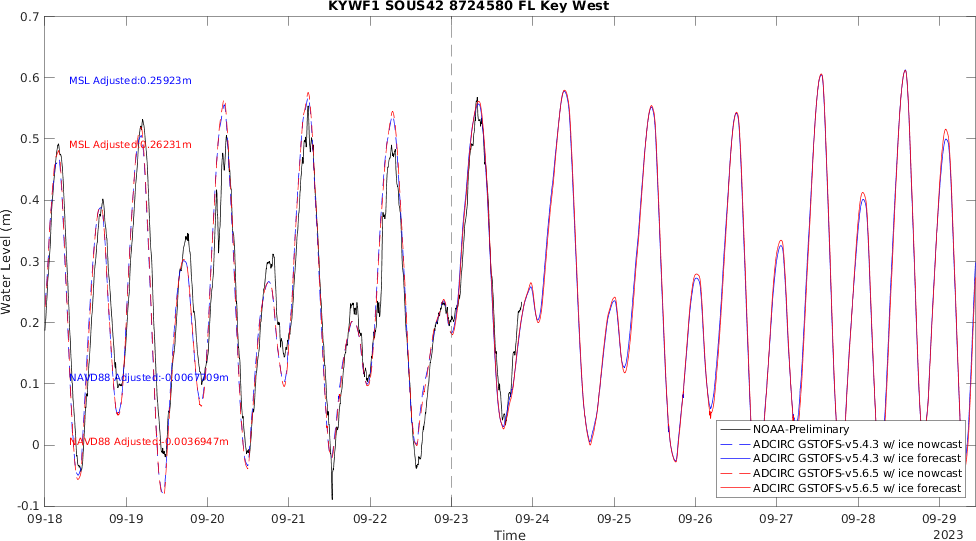 KYWF1 SOUS42 8724580 FL Key West
0.7
0.6
0.5
0.4
0.3
0.2
0.1
0
-0.1
Water Level (m)
MSL Adjusted:0.25923m
MSL Adjusted:0.26231m
NAVD88 Adjusted:-0.0067709m
NAVD88 Adjusted:-0.0036947m
NOAA-Preliminary
ADCIRC GSTOFS-v5.4.3 w/ ice nowcast
ADCIRC GSTOFS-v5.4.3 w/ ice forecast
ADCIRC GSTOFS-v5.6.5 w/ ice nowcast
ADCIRC GSTOFS-v5.6.5 w/ ice forecast
09-18 09-19 09-20 09-21 09-22 09-23 09-24 09-25 09-26 09-27 09-28 09-29
Time
2023